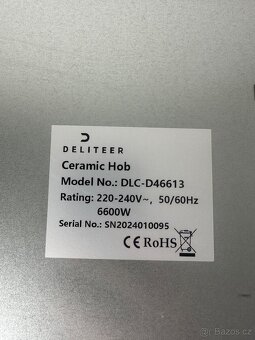 DELITEER
Ceramic Hob
Model No.: DLC-D46613
Rating: 220-240V~, 50/60Hz
6600W
Serial No.: SN2024010095
CE RoHS
Bazoš.cz